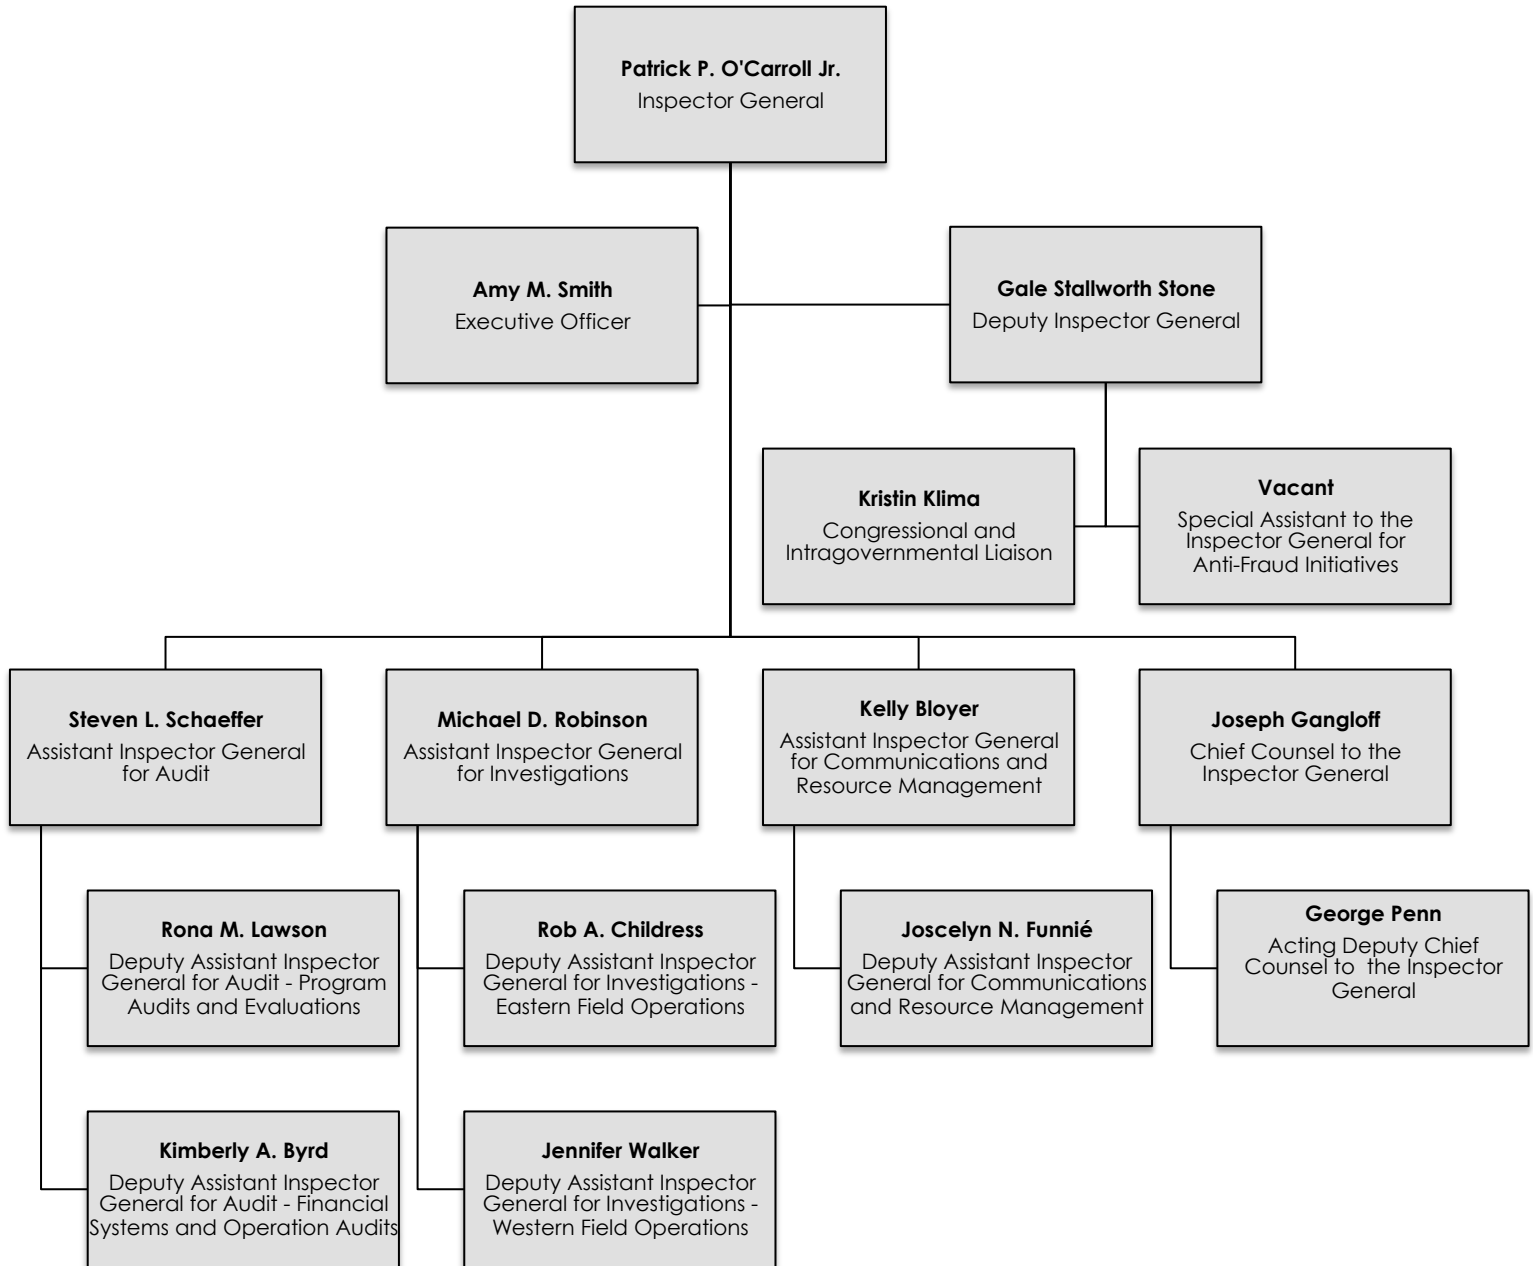 Patrick P. O'Carroll Jr.
Inspector General
Amy M. Smith
Executive Officer
Gale Stallworth Stone
Deputy Inspector General
Kristin Klima
Congressional and
Intragovernmental Liaison
Vacant
Special Assistant to the
Inspector General for
Anti-Fraud Initiatives
Steven L. Schaeffer
Assistant Inspector General
for Audit
Michael D. Robinson
Assistant Inspector General
for Investigations
Kelly Bloyer
Assistant Inspector General
for Communications and
Resource Management
Joseph Gangloff
Chief Counsel to the
Inspector General
Rona M. Lawson
Deputy Assistant Inspector
General for Audit - Program
Audits and Evaluations
Rob A. Childress
Deputy Assistant Inspector
General for Investigations -
Eastern Field Operations
Joscelyn N. Funnié
Deputy Assistant Inspector
General for Communications
and Resource Management
George Penn
Acting Deputy Chief
Counsel to  the Inspector
General
Kimberly A. Byrd
Deputy Assistant Inspector
General for Audit - Financial
Systems and Operation Audits
Jennifer Walker
Deputy Assistant Inspector
General for Investigations -
Western Field Operations